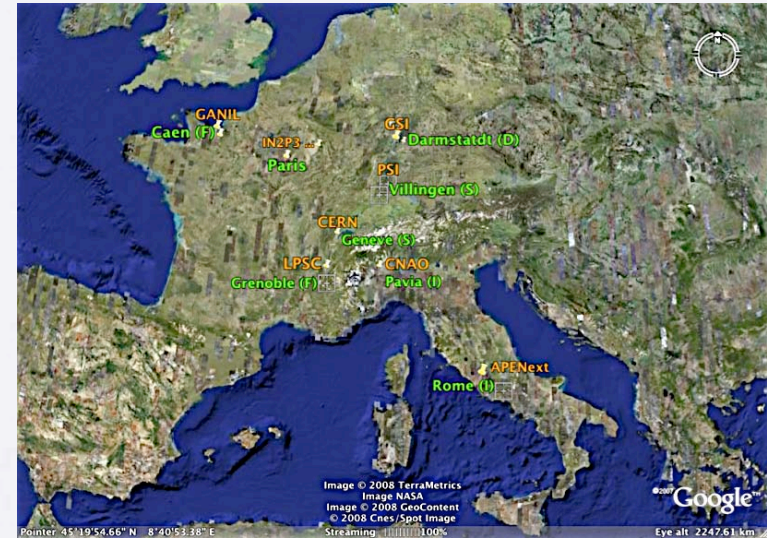 N
GANIL
Caen (F)
GSI
Darmstatdt (D)
IN2P3 ...
Paris
PSI
Villingen (S)
CERN
Geneve (S)
LPSC
CNAO
Grenoble (F)
Pavia (I)
APENext
Rome (I)
Image © 2008 TerraMetrics
Image NASA
Image © 2008 GeoContent
© 2008 Cnes/Spot Image
©2007 Google™
Pointer 45°19'54.66" N 8°40'53.38" E Streaming ||||||||| 100% Eye alt 2247.61 km